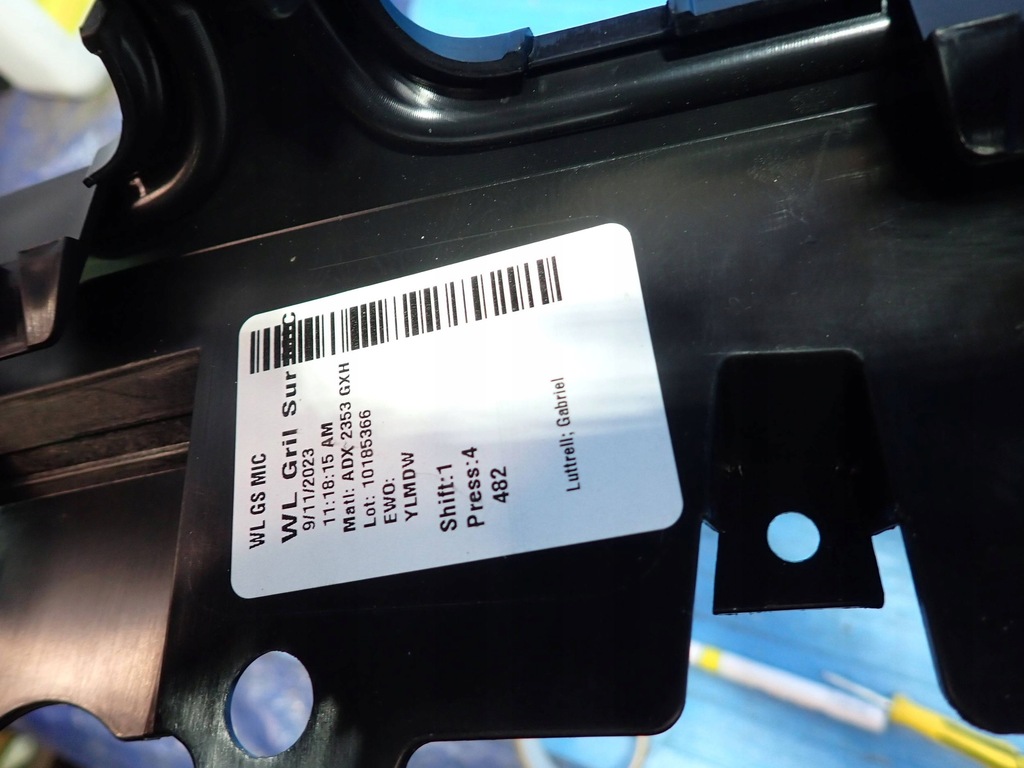 WL GS MIC
WL Gril Sur
9/11/2023
11:18:15 AM
Matl: ADX 2353 GXH
Lot: 10185366
EWO:
YLMDW
Shift:1
Press:4
482
Luttrell; Gabriel